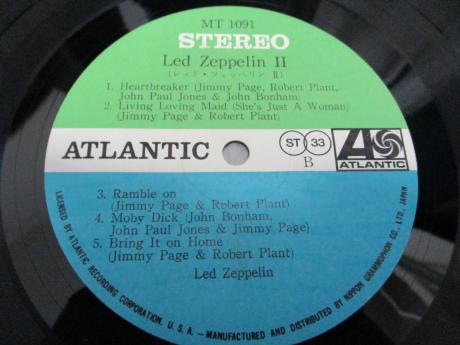 MT 1091
STEREO
Led Zeppelin II
(レッド・ツェッペリン II)
1. Heartbreaker (Jimmy Page, Robert Plant,
John Paul Jones & John Bonham)
2. Living Loving Maid (She's Just A Woman)
(Jimmy Page & Robert Plant)
ATLANTIC
ST 33
B
ATLANTIC
3. Ramble on
(Jimmy Page & Robert Plant)
4. Moby Dick (John Bonham,
John Paul Jones & Jimmy Page)
5. Bring It on Home
(Jimmy Page & Robert Plant)
Led Zeppelin
LICENSED BY ATLANTIC RECORDING CORPORATION, U. S. A. — MANUFACTURED AND DISTRIBUTED BY NIPPON GRAMMOPHON CO., LTD., JAPAN